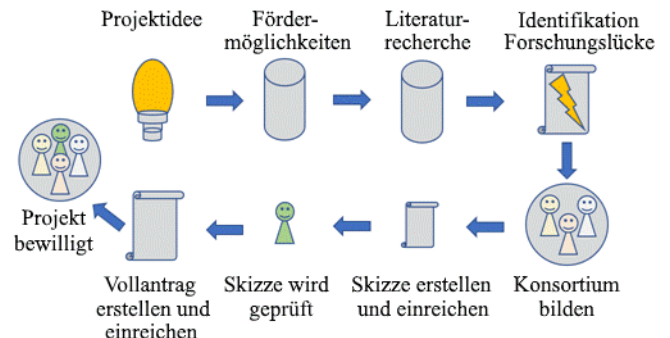 Projektidee
Förder-
möglichkeiten
Literatur-
recherche
Identifikation
Forschungslücke
Konsortium
bilden
Skizze erstellen
und einreichen
Skizze wird
geprüft
Vollantrag
erstellen und
einreichen
Projekt
bewilligt